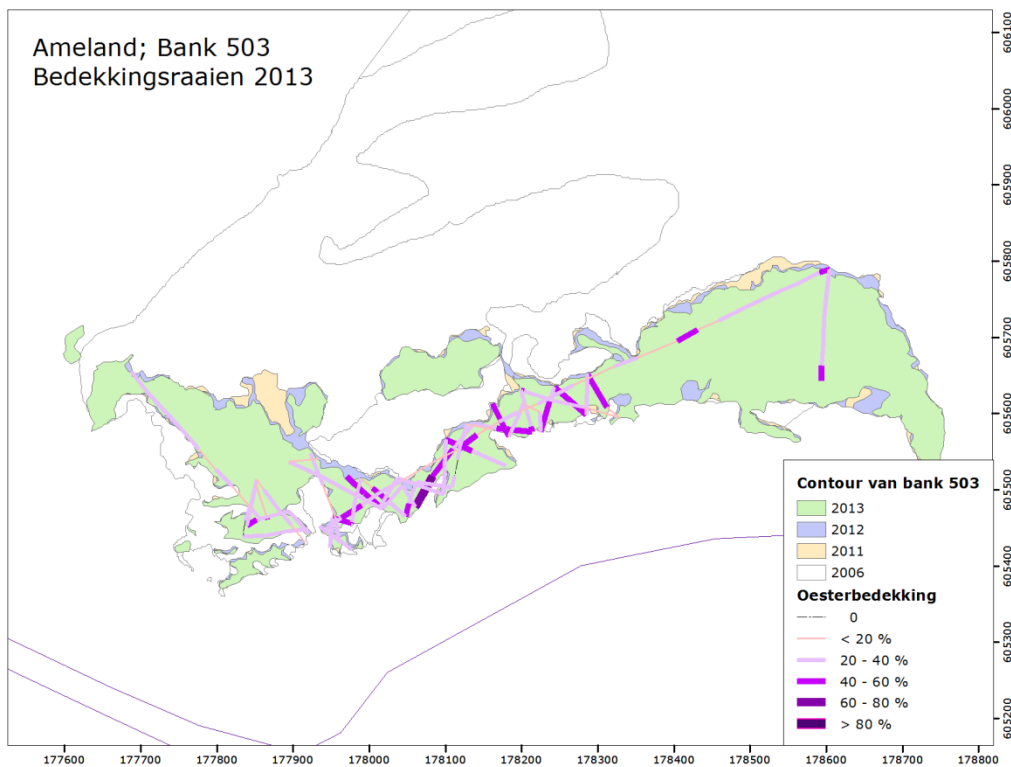 Ameland; Bank 503
Bedekkingsraaien 2013
606100
606000
605900
605800
605700
605600
605500
605400
605300
605200
Contour van bank 503
2013
2012
2011
2006
Oesterbedekking
0
< 20 %
20 - 40 %
40 - 60 %
60 - 80 %
> 80 %
177600 177700 177800 177900 178000 178100 178200 178300 178400 178500 178600 178700 178800